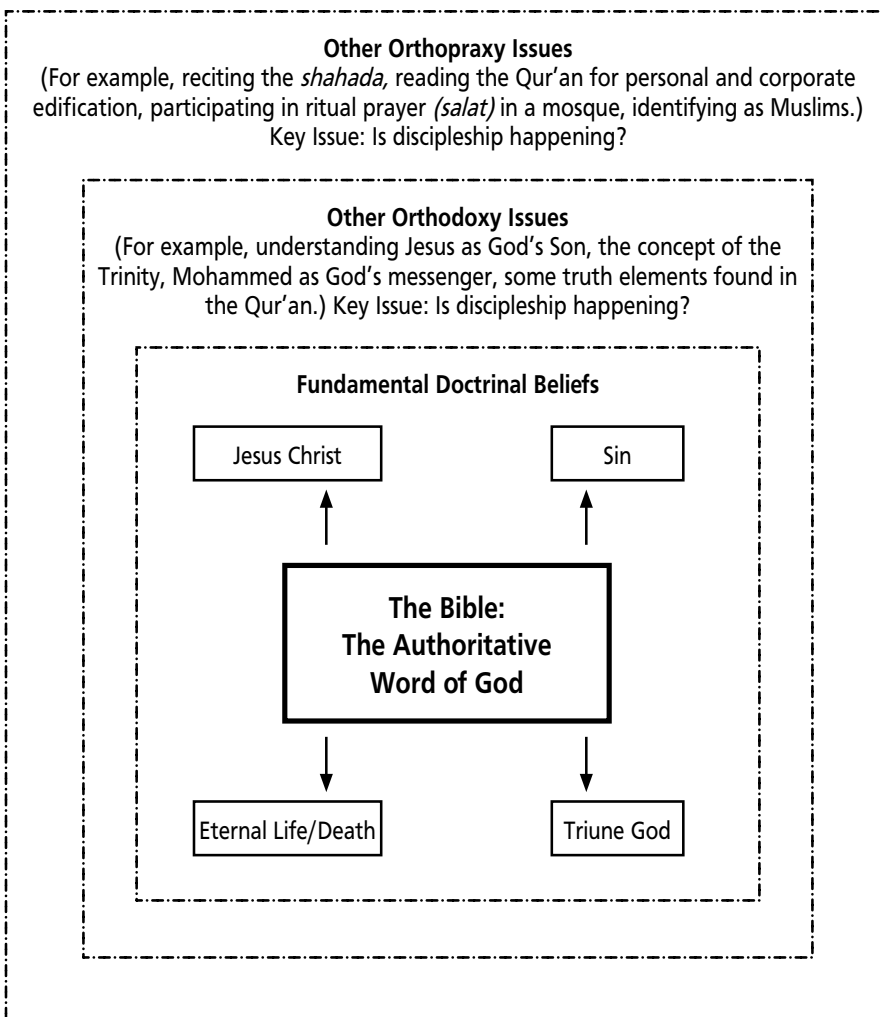 Other Orthopraxy Issues
(For example, reciting the shahada, reading the Qur’an for personal and corporate
edification, participating in ritual prayer (salat) in a mosque, identifying as Muslims.)
Key Issue: Is discipleship happening?
Other Orthodoxy Issues
(For example, understanding Jesus as God’s Son, the concept of the
Trinity, Mohammed as God’s messenger, some truth elements found in
the Qur’an.) Key Issue: Is discipleship happening?
Fundamental Doctrinal Beliefs
Jesus Christ
Sin
The Bible:
The Authoritative
Word of God
Eternal Life/Death
Triune God